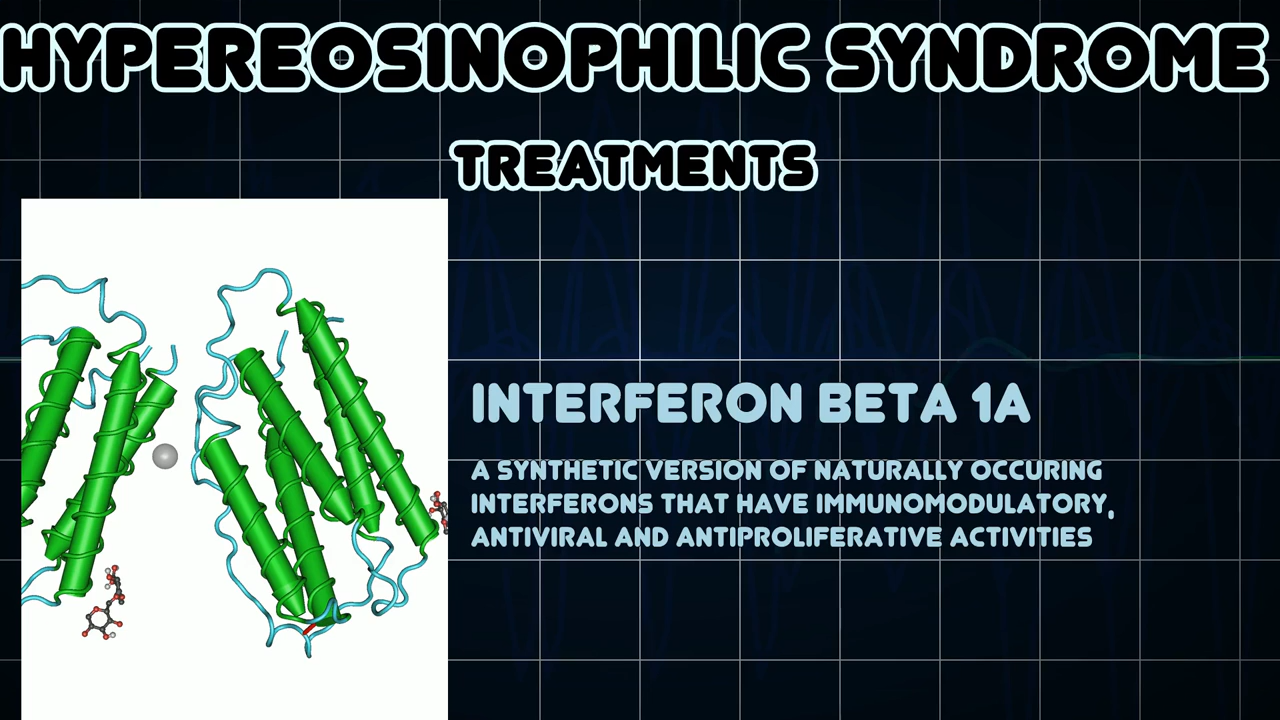 HYPEREOSINOPHILIC SYNDROME
TREATMENTS
INTERFERON BETA 1A
A SYNTHETIC VERSION OF NATURALLY OCCURING
INTERFERONS THAT HAVE IMMUNOMODULATORY,
ANTIVIRAL AND ANTIPROLIFERATIVE ACTIVITIES